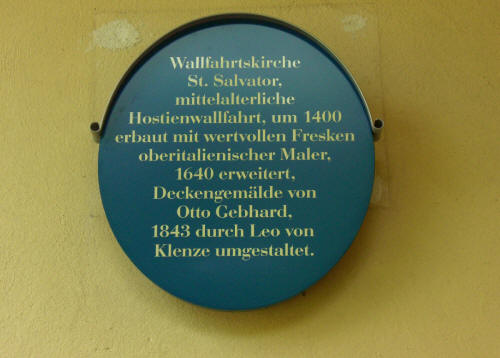 Wallfahrtskirche
St. Salvator,
mittelalterliche
Hostienwallfahrt, um 1400
erbaut mit wertvollen Fresken
oberitalienischer Maler,
1640 erweitert,
Deckengemälde von
Otto Gebhard,
1843 durch Leo von
Klenze umgestaltet.